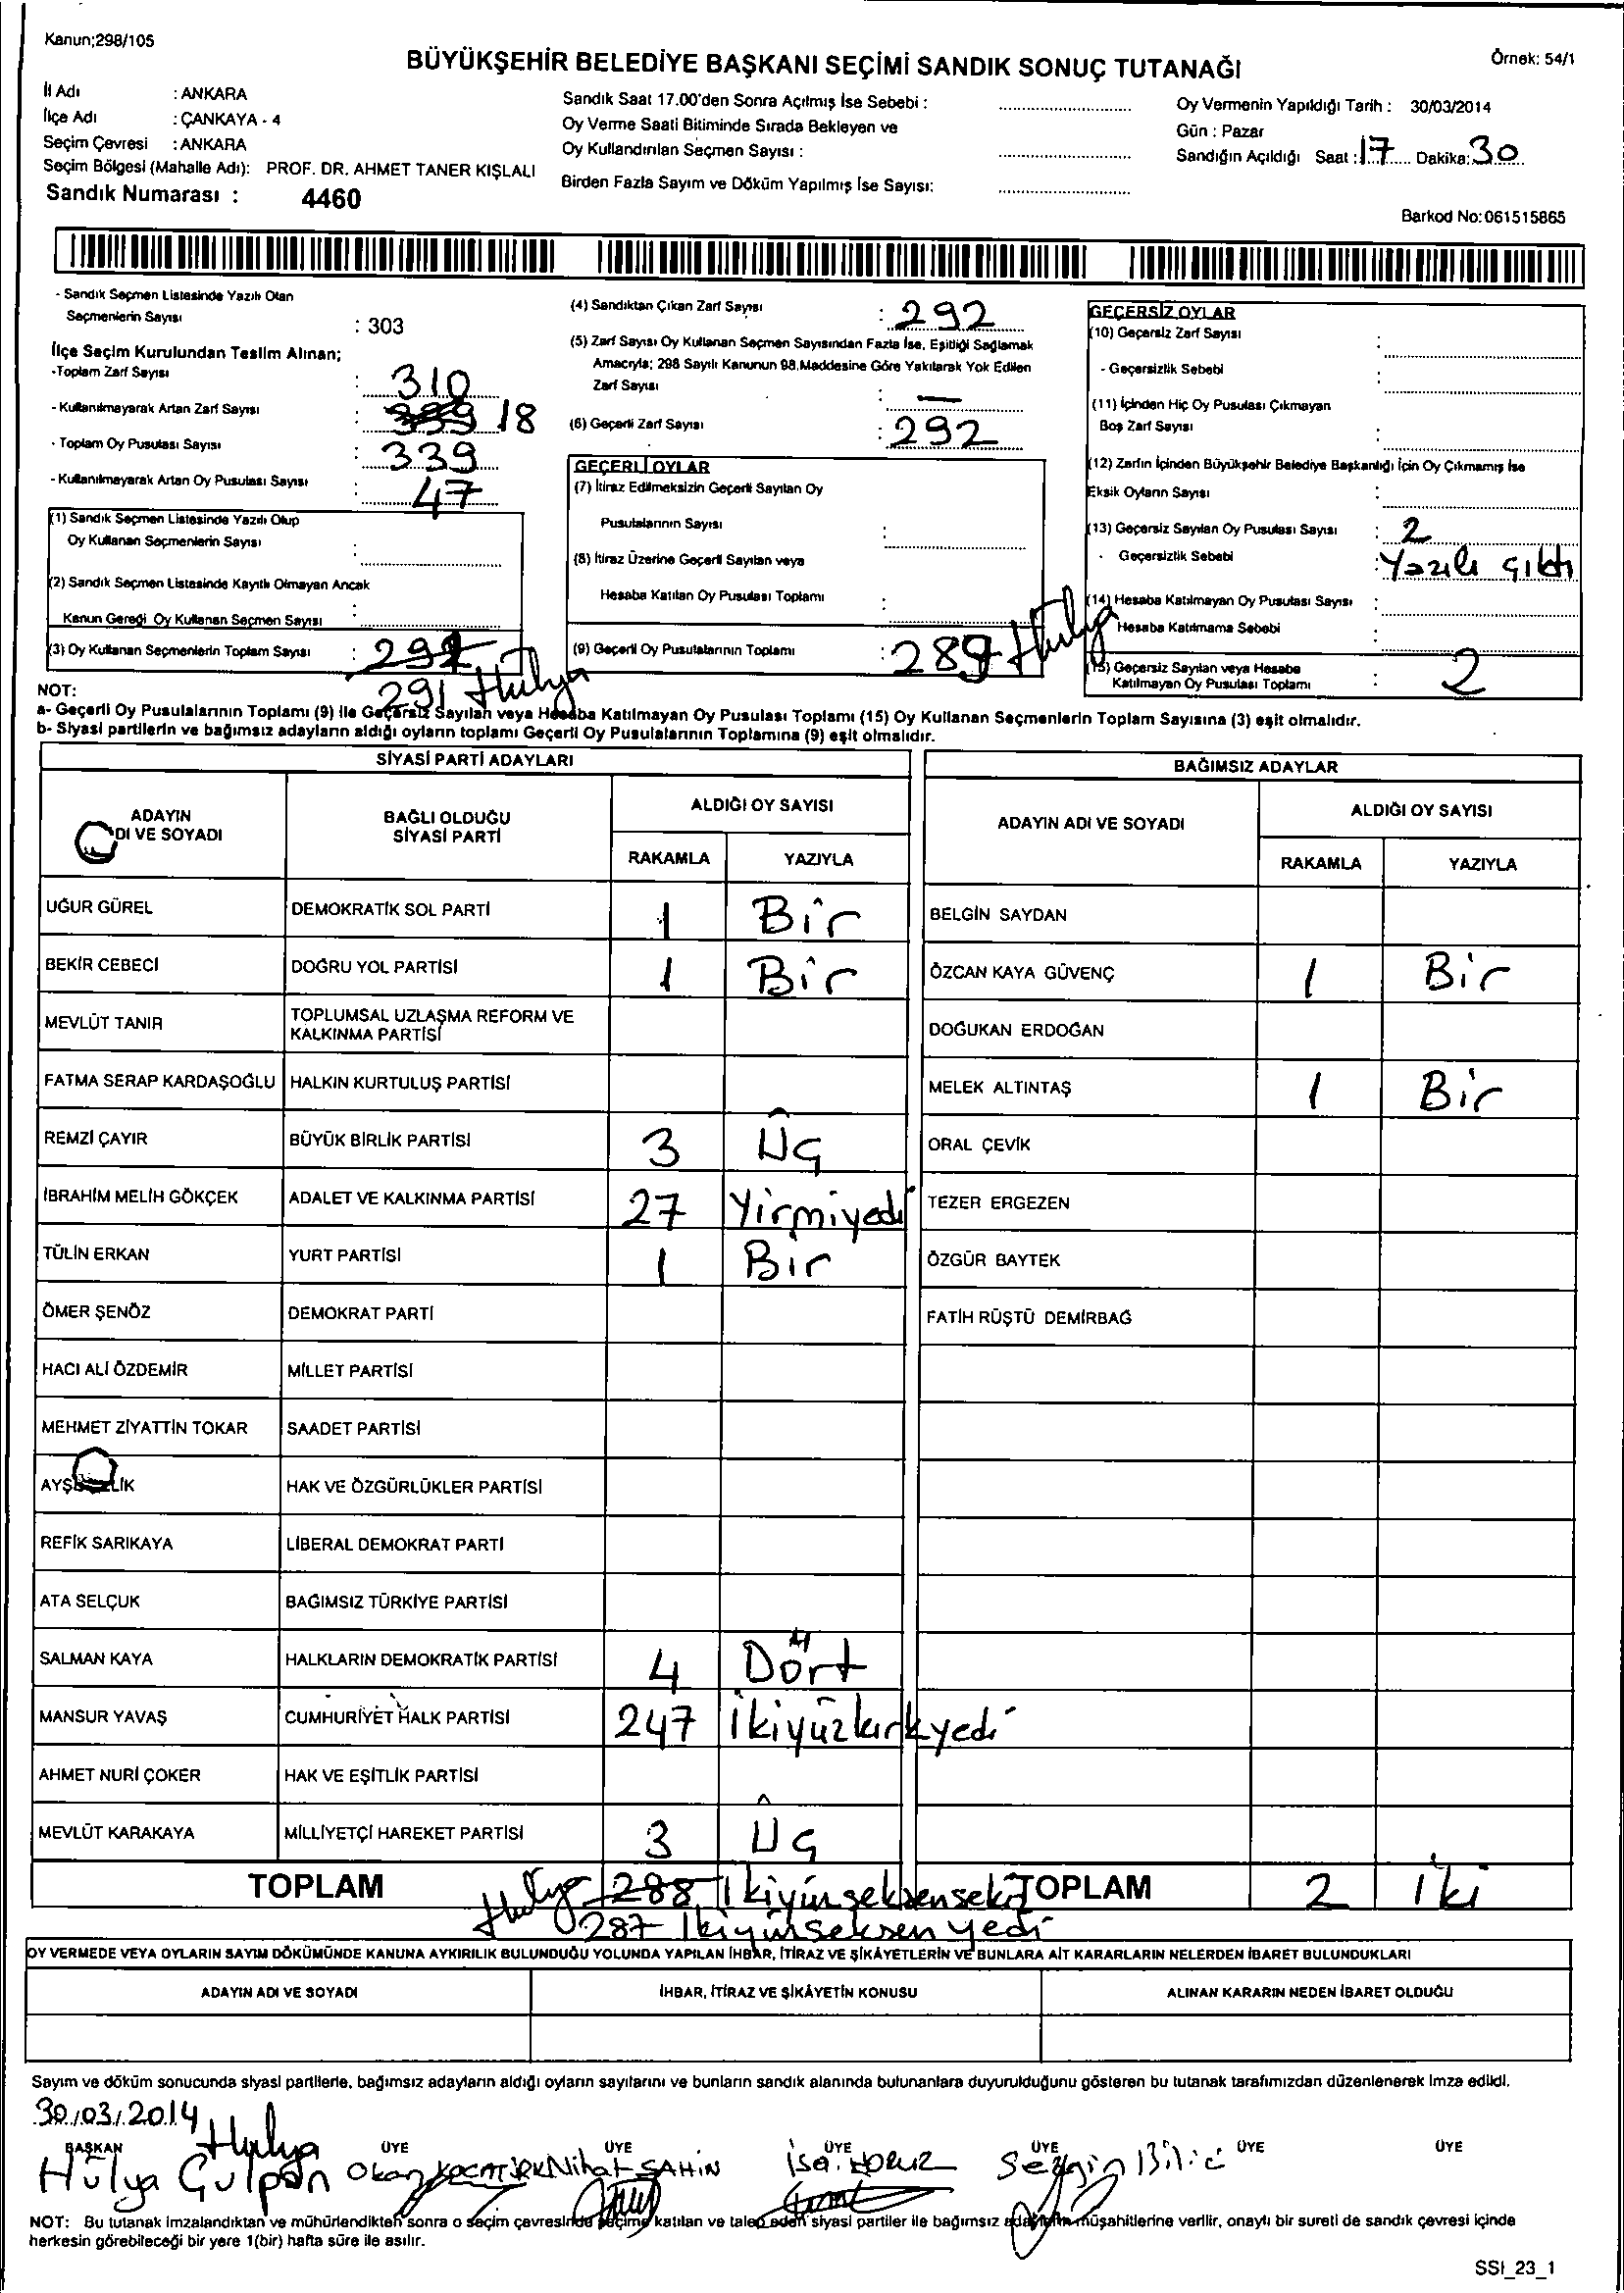 Kanun;298/105
BÜYÜKŞEHİR BELEDİYE BAŞKANI SEÇİMİ SANDIK SONUÇ TUTANAĞI
Örnek: 54/1
İl Adı : ANKARA
İlçe Adı : ÇANKAYA - 4
Seçim Çevresi : ANKARA
Seçim Bölgesi (Mahalle Adı): PROF. DR. AHMET TANER KIŞLALI
Sandık Numarası : 4460
Sandık Saat 17.00'den Sonra Açılmış İse Sebebi :
Oy Verme Saati Bitiminde Sırada Bekleyen ve
Oy Kullandırılan Seçmen Sayısı :
Birden Fazla Sayım ve Döküm Yapılmış İse Sayısı:
Oy Vermenin Yapıldığı Tarih : 30/03/2014
Gün : Pazar
Sandığın Açıldığı Saat : 17 Dakika: 30
Barkod No:061515865
- Sandık Seçmen Listesinde Yazılı Olan
Seçmenlerin Sayısı : 303
İlçe Seçim Kurulundan Teslim Alınan;
-Toplam Zarf Sayısı : 310
- Kullanılmayarak Artan Zarf Sayısı : 339 18
- Toplam Oy Pusulası Sayısı : 339
- Kullanılmayarak Artan Oy Pusulası Sayısı : 47
(1) Sandık Seçmen Listesinde Yazılı Olup
Oy Kullanan Seçmenlerin Sayısı :
(2) Sandık Seçmen Listesinde Kayıtlı Olmayan Ancak
Kanun Gereği Oy Kullanan Seçmen Sayısı :
(3) Oy Kullanan Seçmenlerin Toplam Sayısı :
291 Hülya
(4) Sandıktan Çıkan Zarf Sayısı : 292
(5) Zarf Sayısı Oy Kullanan Seçmen Sayısından Fazla İse, Eşitliği Sağlamak
Amacıyla; 298 Sayılı Kanunun 98.Maddesine Göre Yakılarak Yok Edilen
Zarf Sayısı : —
(6) Geçerli Zarf Sayısı : 292
GEÇERLİ OYLAR
(7) İtiraz Edilmeksizin Geçerli Sayılan Oy
Pusulalarının Sayısı :
(8) İtiraz Üzerine Geçerli Sayılan veya
Hesaba Katılan Oy Pusulası Toplamı :
(9) Geçerli Oy Pusulalarının Toplamı : 289 Hülya
GEÇERSİZ OYLAR
(10) Geçersiz Zarf Sayısı :
- Geçersizlik Sebebi :
(11) İçinden Hiç Oy Pusulası Çıkmayan
Boş Zarf Sayısı :
(12) Zarfın İçinden Büyükşehir Belediye Başkanlığı İçin Oy Çıkmamış İse
Eksik Oyların Sayısı :
(13) Geçersiz Sayılan Oy Pusulası Sayısı : 2
- Geçersizlik Sebebi : Yazılı çıktı
(14) Hesaba Katılmayan Oy Pusulası Sayısı :
Hesaba Katılmama Sebebi :
(15) Geçersiz Sayılan veya Hesaba
Katılmayan Oy Pusulası Toplamı : 2
NOT:
a- Geçerli Oy Pusulalarının Toplamı (9) ile Geçersiz Sayılan veya Hesaba Katılmayan Oy Pusulası Toplamı (15) Oy Kullanan Seçmenlerin Toplam Sayısına (3) eşit olmalıdır.
b- Siyasi partilerin ve bağımsız adayların aldığı oyların toplamı Geçerli Oy Pusulalarının Toplamına (9) eşit olmalıdır.
SİYASİ PARTİ ADAYLARI
ADAYIN
DI VE SOYADI
BAĞLI OLDUĞU
SİYASİ PARTİ
ALDIĞI OY SAYISI
RAKAMLA YAZIYLA
UĞUR GÜREL DEMOKRATİK SOL PARTİ 1 Bir
BEKİR CEBECİ DOĞRU YOL PARTİSİ 1 Bir
MEVLÜT TANIR TOPLUMSAL UZLAŞMA REFORM VE
KALKINMA PARTİSİ
FATMA SERAP KARDAŞOĞLU HALKIN KURTULUŞ PARTİSİ
REMZİ ÇAYIR BÜYÜK BİRLİK PARTİSİ 3 Üç
İBRAHİM MELİH GÖKÇEK ADALET VE KALKINMA PARTİSİ 27 Yirmiyedi
TÜLİN ERKAN YURT PARTİSİ 1 Bir
ÖMER ŞENÖZ DEMOKRAT PARTİ
HACI ALİ ÖZDEMİR MİLLET PARTİSİ
MEHMET ZİYATTİN TOKAR SAADET PARTİSİ
HAK VE ÖZGÜRLÜKLER PARTİSİ
REFİK SARIKAYA LİBERAL DEMOKRAT PARTİ
ATA SELÇUK BAĞIMSIZ TÜRKİYE PARTİSİ
SALMAN KAYA HALKLARIN DEMOKRATİK PARTİSİ 4 Dört
MANSUR YAVAŞ CUMHURİYET HALK PARTİSİ 247 İkiyüzkırkyedi
AHMET NURİ ÇOKER HAK VE EŞİTLİK PARTİSİ
MEVLÜT KARAKAYA MİLLİYETÇİ HAREKET PARTİSİ 3 Üç
TOPLAM Hülya 288 İkiyüzseksensekiz
287 İkiyüzseksen yedi
BAĞIMSIZ ADAYLAR
ADAYIN ADI VE SOYADI
ALDIĞI OY SAYISI
RAKAMLA YAZIYLA
BELGİN SAYDAN
ÖZCAN KAYA GÜVENÇ 1 Bir
DOĞUKAN ERDOĞAN
MELEK ALTINTAŞ 1 Bir
ORAL ÇEVİK
TEZER ERGEZEN
ÖZGÜR BAYTEK
FATİH RÜŞTÜ DEMİRBAĞ
TOPLAM 2 İki
OY VERMEDE VEYA OYLARIN SAYIM DÖKÜMÜNDE KANUNA AYKIRILIK BULUNDUĞU YOLUNDA YAPILAN İHBAR, İTİRAZ VE ŞİKÂYETLERİN VE BUNLARA AİT KARARLARIN NELERDEN İBARET BULUNDUKLARI
ADAYIN ADI VE SOYADI İHBAR, İTİRAZ VE ŞİKÂYETİN KONUSU ALINAN KARARIN NEDEN İBARET OLDUĞU
Sayım ve döküm sonucunda siyasi partilerle, bağımsız adayların aldığı oyların sayılarını ve bunların sandık alanında bulunanlara duyurulduğunu gösteren bu tutanak tarafımızdan düzenlenerek imza edildi.
30/03/2014
BAŞKAN ÜYE ÜYE ÜYE ÜYE ÜYE ÜYE
Hülya
Hülya Gülpan Okan KOCATÜRK Nihat ŞAHİN İsa Sezgin Bilici
NOT: Bu tutanak imzalandıktan ve mühürlendikten sonra o seçim çevresinde seçime katılan ve talep eden siyasi partiler ile bağımsız adayların müşahitlerine verilir, onaylı bir sureti de sandık çevresi içinde
herkesin görebileceği bir yere 1(bir) hafta süre ile asılır.
SSI_23_1